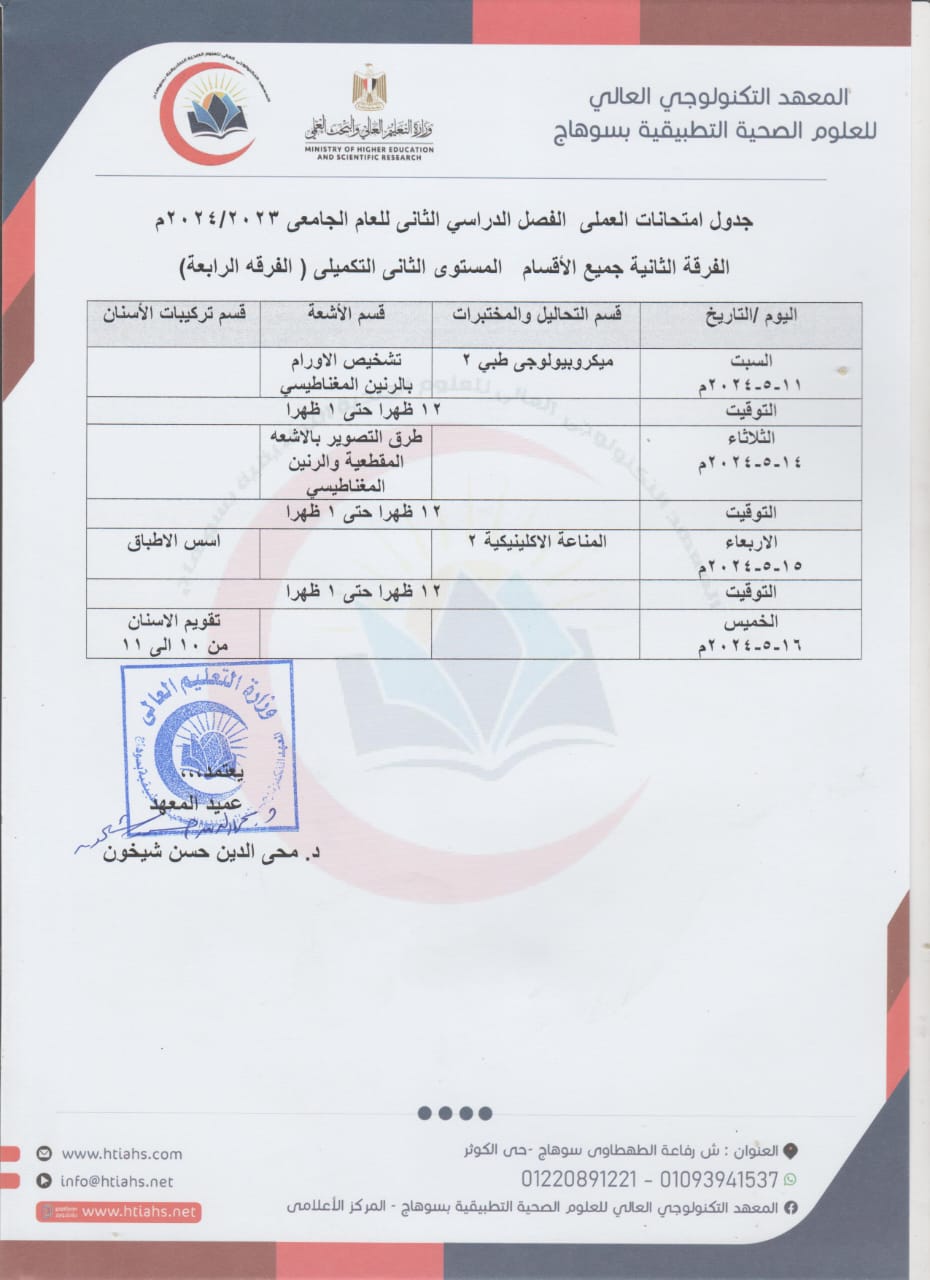 المعهد التكنولوجي العالي
للعلوم الصحية التطبيقية بسوهاج
وزارة التعليم العالي والبحث العلمي
MINISTRY OF HIGHER EDUCATION
AND SCIENTIFIC RESEARCH
جدول امتحانات العملى الفصل الدراسي الثانى للعام الجامعى ٢٠٢٤/٢٠٢٣م
الفرقة الثانية جميع الأقسام المستوى الثانى التكميلى ( الفرقه الرابعة)
اليوم /التاريخ قسم التحاليل والمختبرات قسم الأشعة قسم تركيبات الأسنان
السبت ميكروبيولوجى طبي ٢ تشخيص الاورام
١١-٥-٢٠٢٤م بالرنين المغناطيسي
التوقيت ١٢ ظهرا حتى ١ ظهرا
الثلاثاء طرق التصوير بالاشعه
١٤-٥-٢٠٢٤م المقطعية والرنين
المغناطيسي
التوقيت ١٢ ظهرا حتى ١ ظهرا
الاربعاء المناعة الاكلينيكية ٢ اسس الاطباق
١٥-٥-٢٠٢٤م
التوقيت ١٢ ظهرا حتى ١ ظهرا
الخميس تقويم الاسنان
١٦-٥-٢٠٢٤م من ١٠ الى ١١
وزارة التعليم العالى
يعتمد...
عميد المعهد
د. محى الدين حسن شيخون
العنوان : ش رفاعة الطهطاوى سوهاج -حى الكوثر
01220891221 - 01093941537
المعهد التكنولوجي العالي للعلوم الصحية التطبيقية بسوهاج - المركز الأعلامى
www.htiahs.com
info@htiahs.net
www.htiahs.net